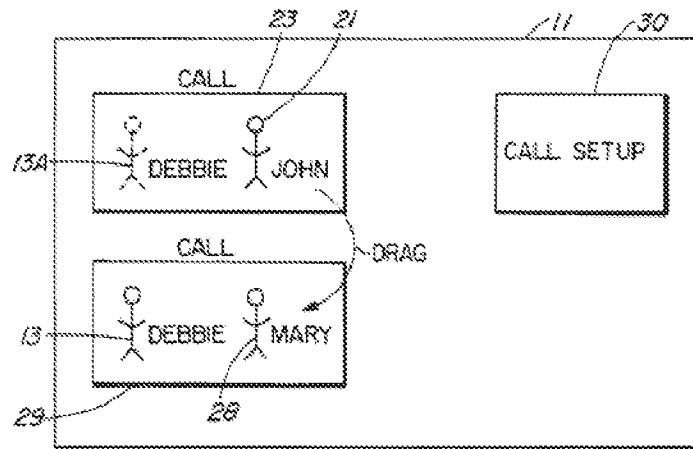 23 21 11 30
CALL
13A DEBBIE JOHN CALL SETUP
CALL DRAG
13 DEBBIE MARY
29 28